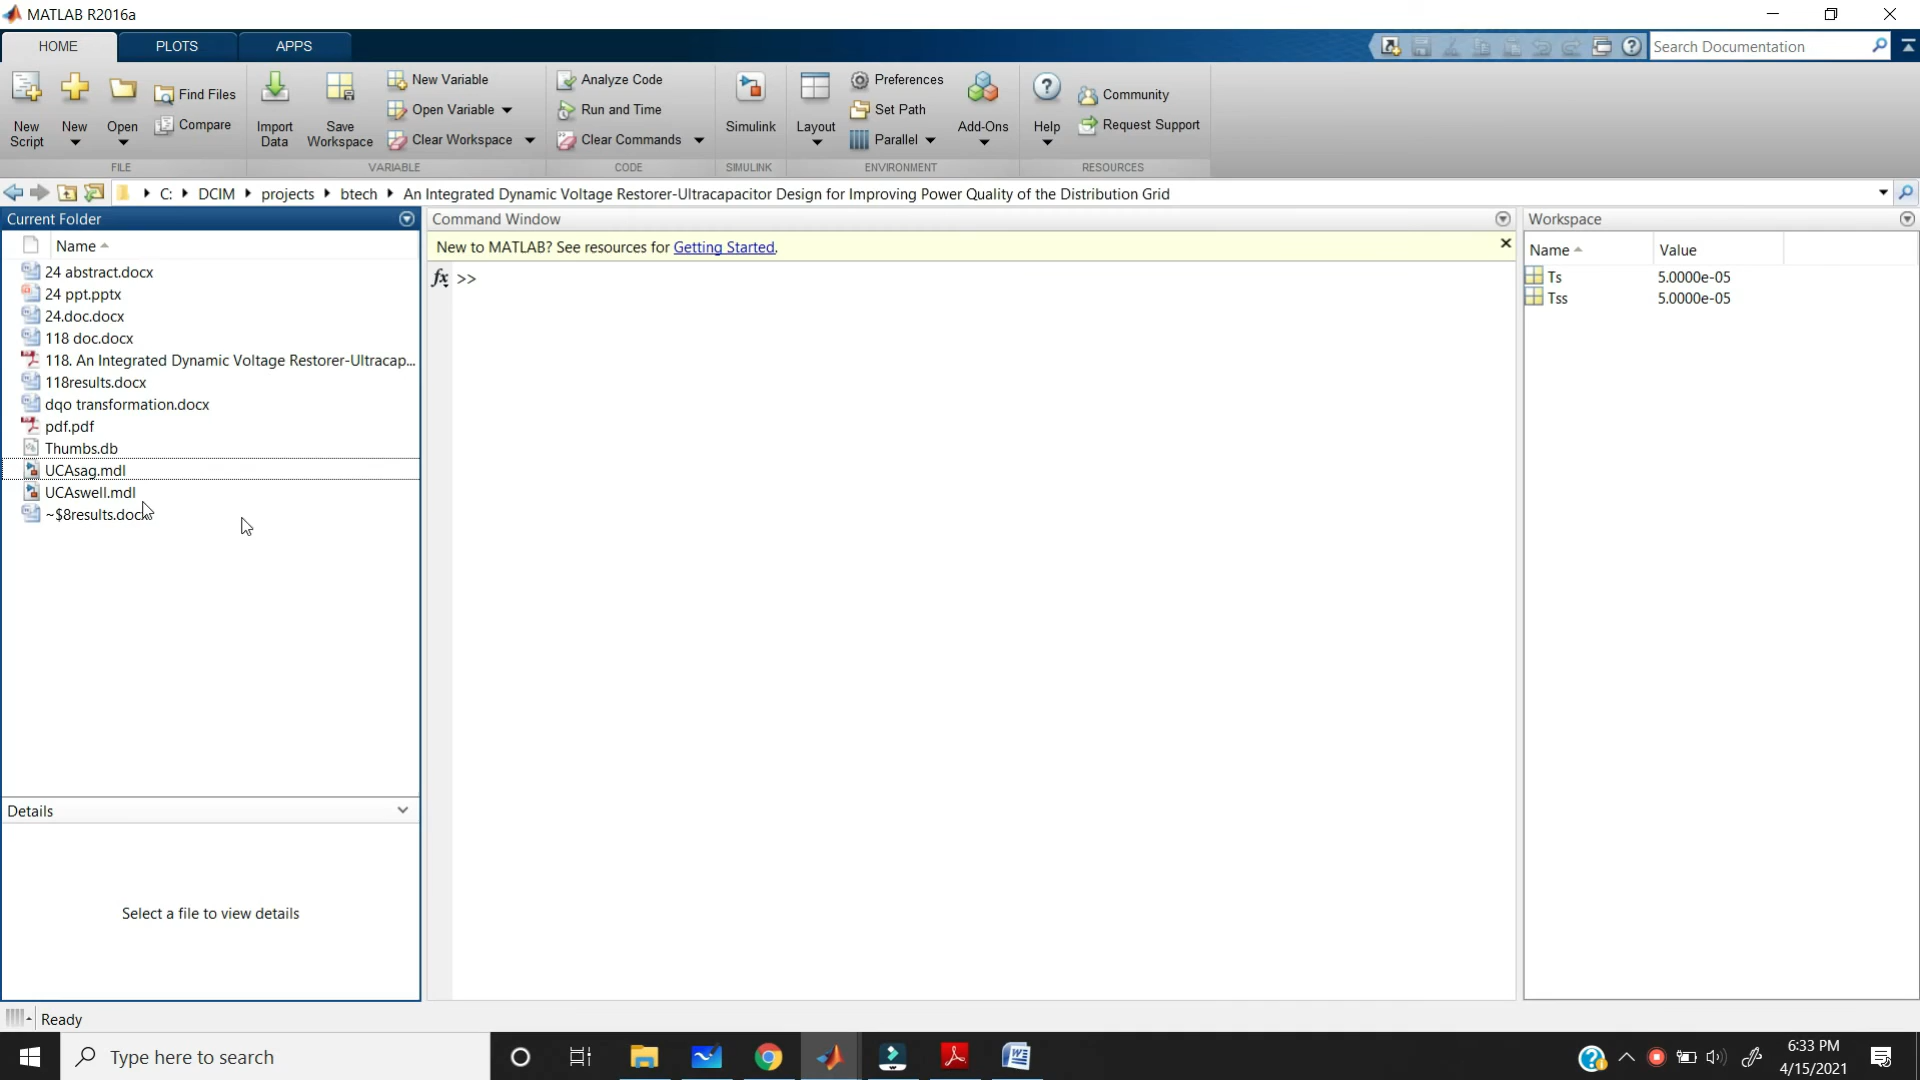 MATLAB R2016a
HOME PLOTS APPS
Search Documentation
New Script
New
Open
Find Files
Compare
Import Data
Save Workspace
New Variable
Open Variable
Clear Workspace
Analyze Code
Run and Time
Clear Commands
Simulink
Layout
Preferences
Set Path
Parallel
Add-Ons
Help
Community
Request Support
FILE VARIABLE CODE SIMULINK ENVIRONMENT RESOURCES
C: DCIM projects btech An Integrated Dynamic Voltage Restorer-Ultracapacitor Design for Improving Power Quality of the Distribution Grid
Current Folder
Name
24 abstract.docx
24 ppt.pptx
24.doc.docx
118 doc.docx
118. An Integrated Dynamic Voltage Restorer-Ultracap...
118results.docx
dqo transformation.docx
pdf.pdf
Thumbs.db
UCAsag.mdl
UCAswell.mdl
~$8results.docx
Details
Select a file to view details
Command Window
New to MATLAB? See resources for Getting Started.
fx >>
Workspace
Name Value
Ts 5.0000e-05
Tss 5.0000e-05
Ready
Type here to search
6:33 PM
4/15/2021